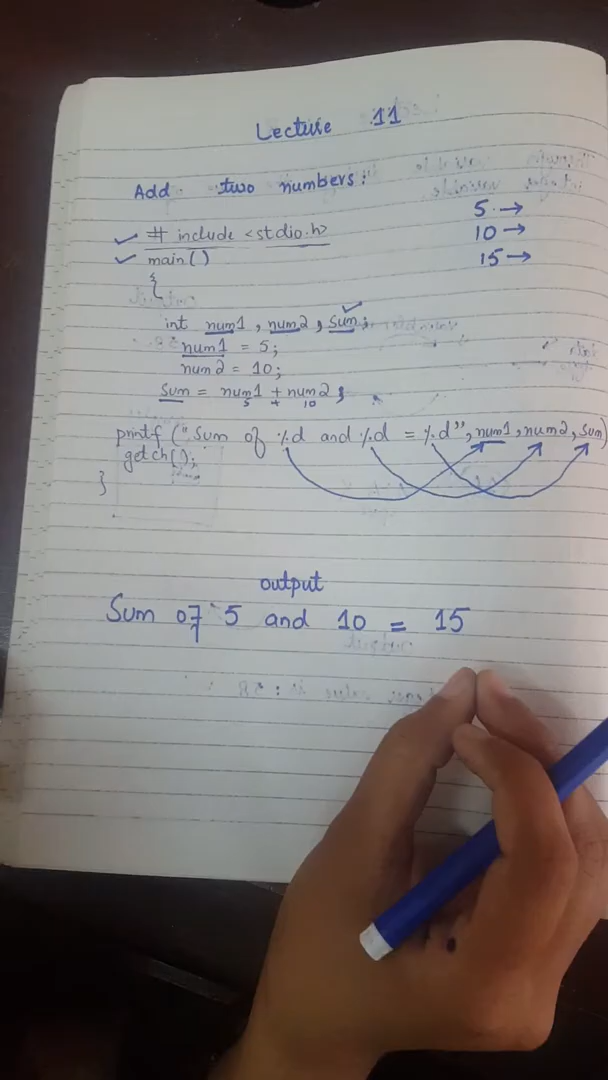 Lecture 11
Add two numbers:
5 →
10 →
15 →
# include <stdio.h>
main()
{
int num1, num2, sum;
num1 = 5;
num2 = 10;
sum = num1 + num2;
5 + 10
printf ("Sum of %d and %d = %d", num1, num2, sum)
getch();
}
output
Sum of 5 and 10 = 15